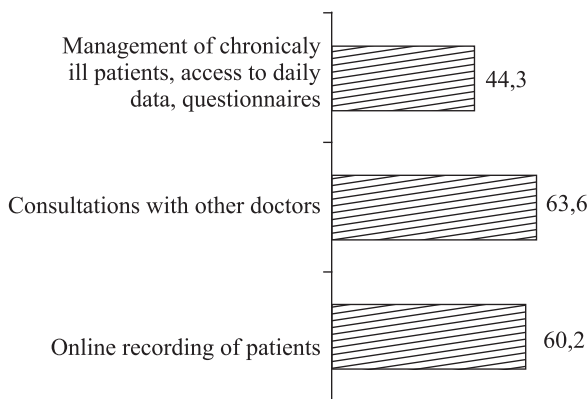 Management of chronicaly
ill patients, access to daily
data, questionnaires
44,3
Consultations with other doctors
63,6
Online recording of patients
60,2